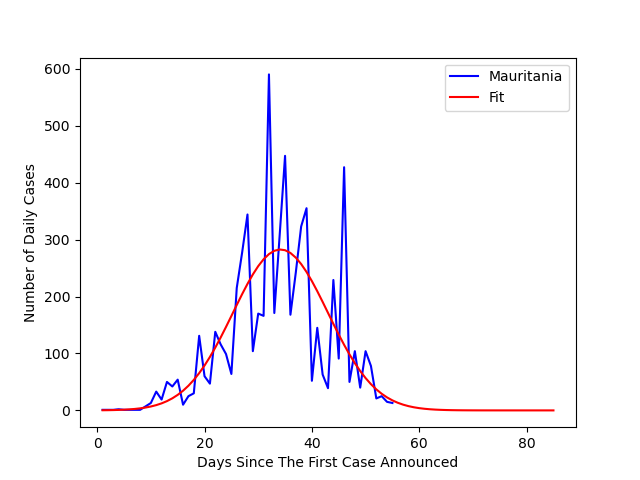 Mauritania
Fit
600
500
400
300
200
100
0
Number of Daily Cases
0 20 40 60 80
Days Since The First Case Announced